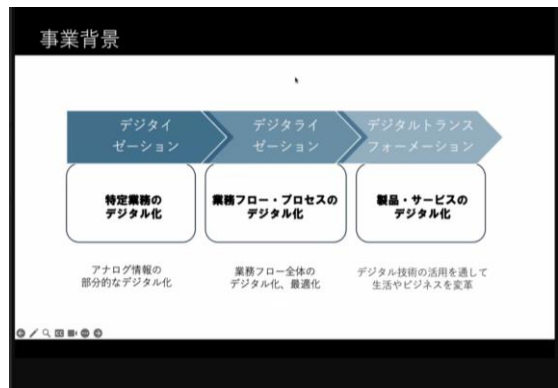 事業背景
デジタイ
ゼーション
デジタライ
ゼーション
デジタルトランス
フォーメーション
特定業務の
デジタル化
業務フロー・プロセスの
デジタル化
製品・サービスの
デジタル化
アナログ情報の
部分的なデジタル化
業務フロー全体の
デジタル化、最適化
デジタル技術の活用を通して
生活やビジネスを変革